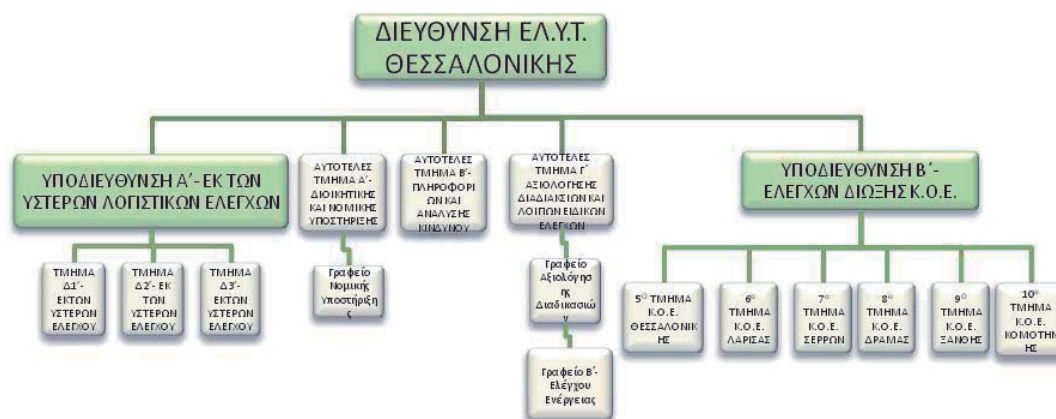 ΔΙΕΥΘΥΝΣΗ ΕΛ.Υ.Τ.
ΘΕΣΣΑΛΟΝΙΚΗΣ
ΥΠΟΔΙΕΥΘΥΝΣΗ Α΄- ΕΚ ΤΩΝ
ΥΣΤΕΡΩΝ ΛΟΓΙΣΤΙΚΩΝ ΕΛΕΓΧΩΝ
ΑΥΤΟΤΕΛΕΣ
ΤΜΗΜΑ Α΄-
ΔΙΟΙΚΗΤΙΚΗΣ
ΚΑΙ ΝΟΜΙΚΗΣ
ΥΠΟΣΤΗΡΙΞΗΣ
ΑΥΤΟΤΕΛΕΣ
ΤΜΗΜΑ Β΄-
ΠΛΗΡΟΦΟΡΙ
ΩΝ ΚΑΙ
ΑΝΑΛΥΣΗΣ
ΚΙΝΔΥΝΟΥ
ΑΥΤΟΤΕΛΕΣ
ΤΜΗΜΑ Γ΄
ΑΞΙΟΛΟΓΗΣΗΣ
ΔΙΑΔΙΑΚΣΙΩΝ ΚΑΙ
ΛΟΙΠΩΝ ΕΙΔΙΚΩΝ
ΕΛΕΓΧΩΝ
ΥΠΟΔΙΕΥΘΥΝΣΗ Β΄-
ΕΛΕΓΧΩΝ ΔΙΩΞΗΣ Κ.Ο.Ε.
ΤΜΗΜΑ
Δ1΄-
ΕΚ ΤΩΝ
ΥΣΤΕΡΩΝ
ΕΛΕΓΧΟΥ
ΤΜΗΜΑ
Δ2΄- ΕΚ
ΤΩΝ
ΥΣΤΕΡΩΝ
ΕΛΕΓΧΟΥ
ΤΜΗΜΑ
Δ3΄-
ΕΚ ΤΩΝ
ΥΣΤΕΡΩΝ
ΕΛΕΓΧΟΥ
Γραφείο
Νομικής
Υποστήριξη
ς
Γραφείο
Αξιολόγησ
ης
Διαδικασιώ
ν
Γραφείο Β΄-
Ελέγχου
Ενέργειας
5ο ΤΜΗΜΑ
Κ.Ο.Ε.
ΘΕΣΣΑΛΟΝΙΚ
ΗΣ
6ο
ΤΜΗΜΑ
Κ.Ο.Ε.
ΛΑΡΙΣΑΣ
7ο
ΤΜΗΜΑ
Κ.Ο.Ε.
ΣΕΡΡΩΝ
8ο
ΤΜΗΜΑ
Κ.Ο.Ε.
ΔΡΑΜΑΣ
9ο
ΤΜΗΜΑ
Κ.Ο.Ε.
ΞΑΝΘΗΣ
10ο
ΤΜΗΜΑ
Κ.Ο.Ε.
ΚΟΜΟΤΗΝ
ΗΣ